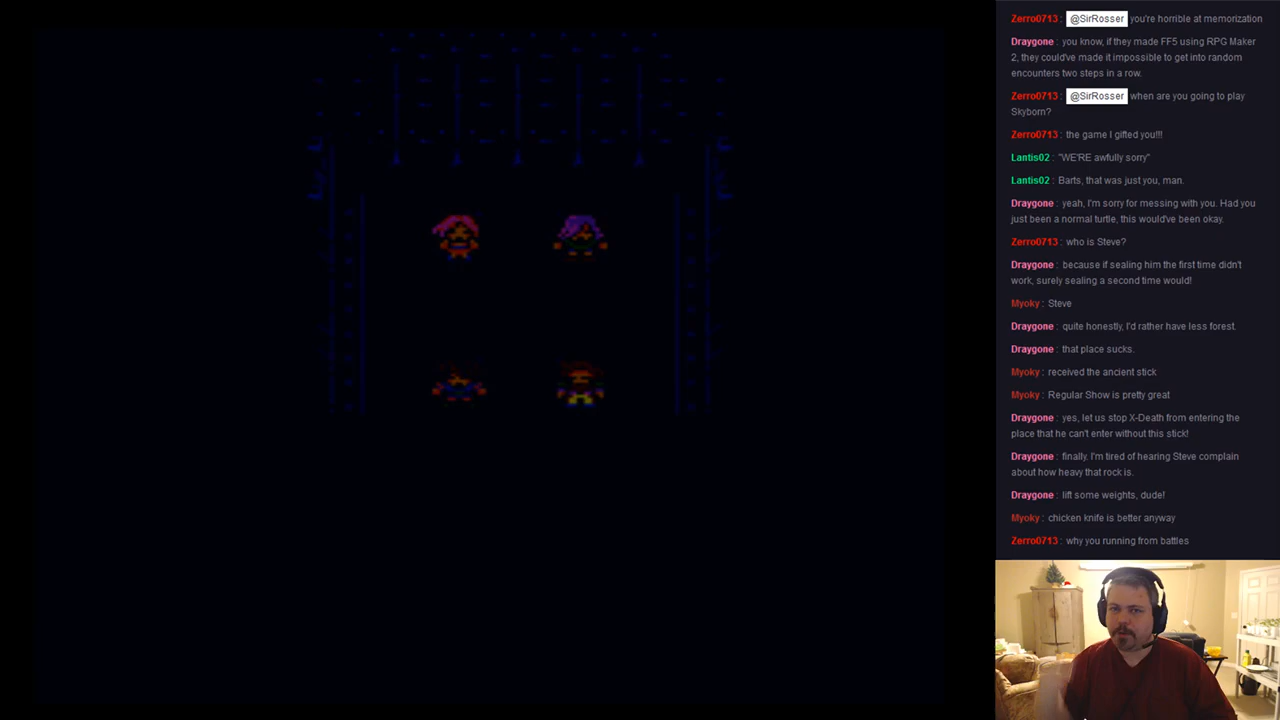 Zerro0713 : @SirRosser you're horrible at memorization
Draygone : you know, if they made FF5 using RPG Maker
2, they could've made it impossible to get into random
encounters two steps in a row.
Zerro0713 : @SirRosser when are you going to play
Skyborn?
Zerro0713 : the game I gifted you!!!
Lantis02 : "WE'RE awfully sorry"
Lantis02 : Barts, that was just you, man.
Draygone : yeah, I'm sorry for messing with you. Had you
just been a normal turtle, this would've been okay.
Zerro0713 : who is Steve?
Draygone : because if sealing him the first time didn't
work, surely sealing a second time would!
Myoky : Steve
Draygone : quite honestly, I'd rather have less forest.
Draygone : that place sucks.
Myoky : received the ancient stick
Myoky : Regular Show is pretty great
Draygone : yes, let us stop X-Death from entering the
place that he can't enter without this stick!
Draygone : finally. I'm tired of hearing Steve complain
about how heavy that rock is.
Draygone : lift some weights, dude!
Myoky : chicken knife is better anyway
Zerro0713 : why you running from battles